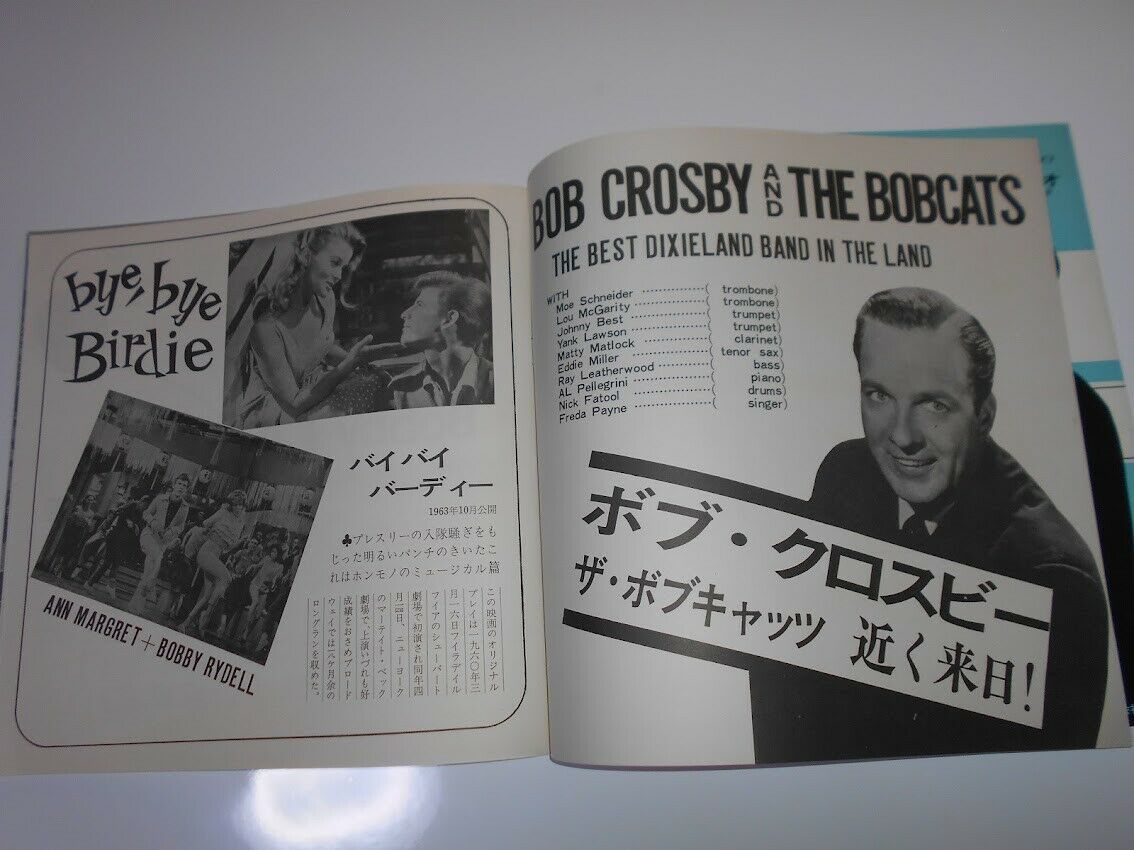 bye, bye
Birdie
バイ バイ
バーディー
1963年10月公開
♣プレスリーの入隊騒ぎをも
じった明るいパンチのきいたこ
れはホンモノのミュージカル篇
この映画のオリジナル
プレイは一九六〇年三
月一六日フィラデルイル
フイアのシューバート
劇場で初演され同年四
月一四日、ニューヨーク
のマーテイト・ベック
劇場で、上演いづれも好
成績をおさめブロード
ウェイでは二ケ月余の
ロングランを収めた。
ANN MARGRET + BOBBY RYDELL
BOB CROSBY AND THE BOBCATS
THE BEST DIXIELAND BAND IN THE LAND
WITH
Moe Schneider ············( trombone)
Lou McGarity ············( trombone)
Johnny Best ············( trumpet)
Yank Lawson ············( trumpet)
Matty Matlock ············( clarinet)
Eddie Miller ············( tenor sax)
Ray Leatherwood ············( bass)
AL Pellegrini ············( piano)
Nick Fatool ············( drums)
Freda Payne ············( singer)
ボブ・クロスビー
ザ・ボブキャッツ 近く来日!